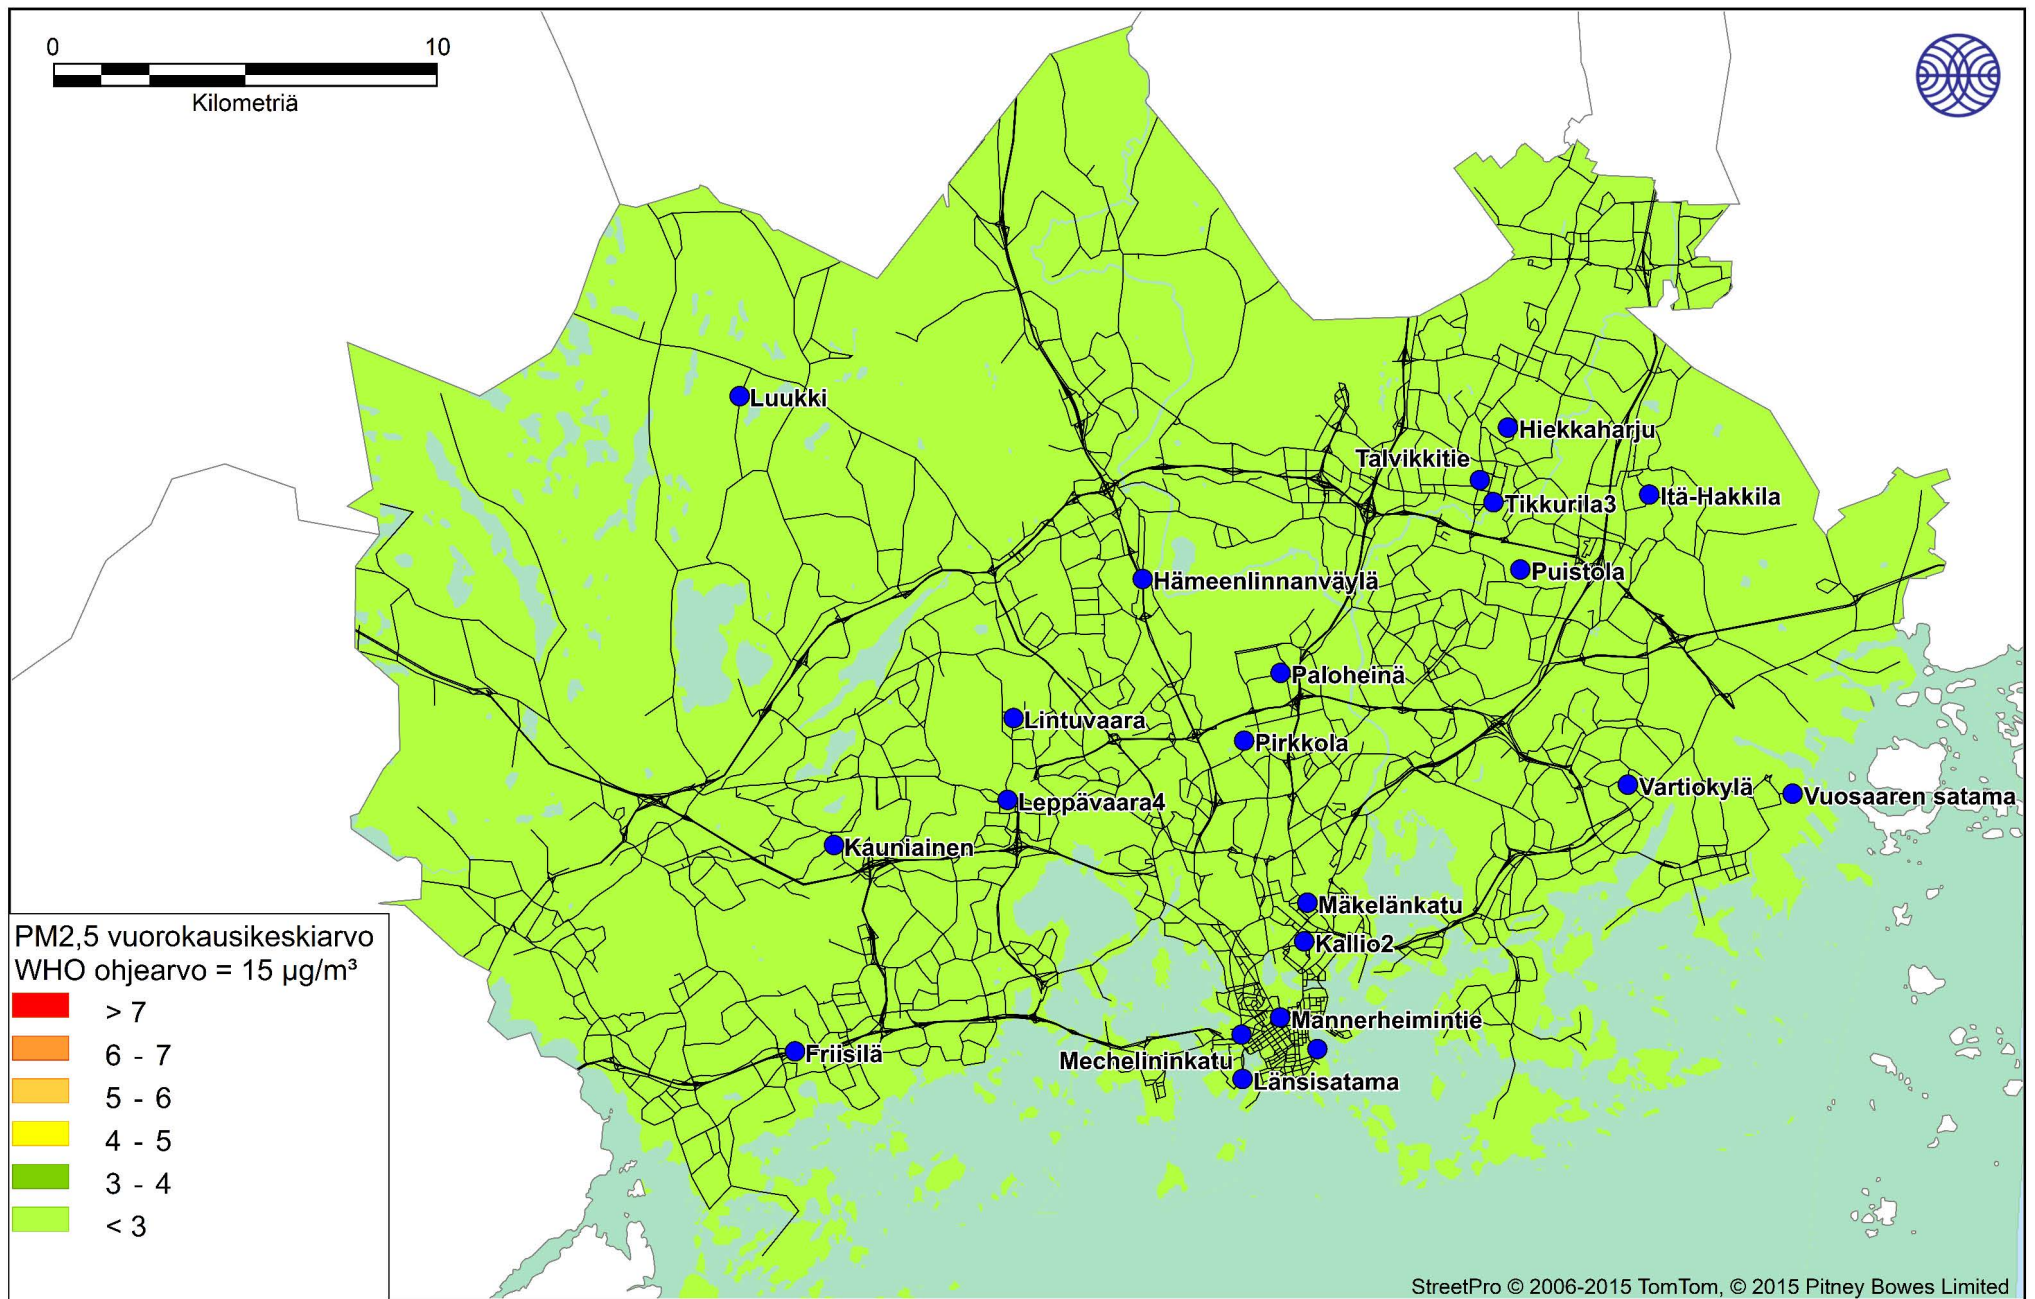 0 10
Kilometriä
Luukki
Hiekkaharju
Talvikkitie
Itä-Hakkila
Tikkurila3
Puistola
Hämeenlinnanväylä
Paloheinä
Lintuvaara
Pirkkola
Vartiokylä
Vuosaaren satama
Leppävaara4
Kauniainen
Mäkelänkatu
Kallio2
Mannerheimintie
Friisilä
Mechelininkatu
Länsisatama
PM2,5 vuorokausikeskiarvo
WHO ohjearvo = 15 µg/m³
> 7
6 - 7
5 - 6
4 - 5
3 - 4
< 3
StreetPro © 2006-2015 TomTom, © 2015 Pitney Bowes Limited